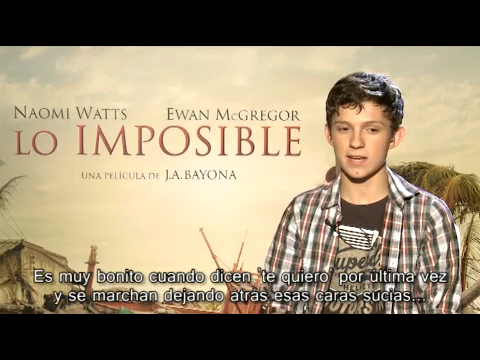 NAOMI WATTS EWAN MCGREGOR
LO IMPOSIBLE
UNA PELÍCULA DE J.A.BAYONA
Superdry
Es muy bonito cuando dicen 'te quiero' por última vez
y se marchan dejando atrás esas caras sucias...